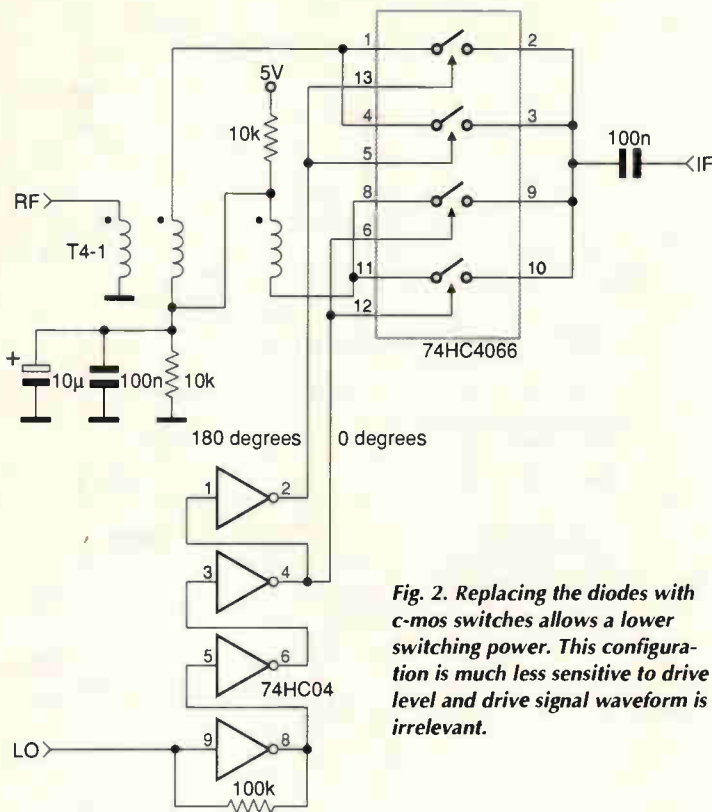 1
2
13
5V
4
3
10k
5
100n
IF
8
9
RF
6
T4-1
11
10
12
74HC4066
+
10µ
100n
10k
180 degrees
0 degrees
1
2
3
4
5
6
74HC04
LO
9
8
100k
Fig. 2. Replacing the diodes with
c-mos switches allows a lower
switching power. This configura-
tion is much less sensitive to drive
level and drive signal waveform is
irrelevant.